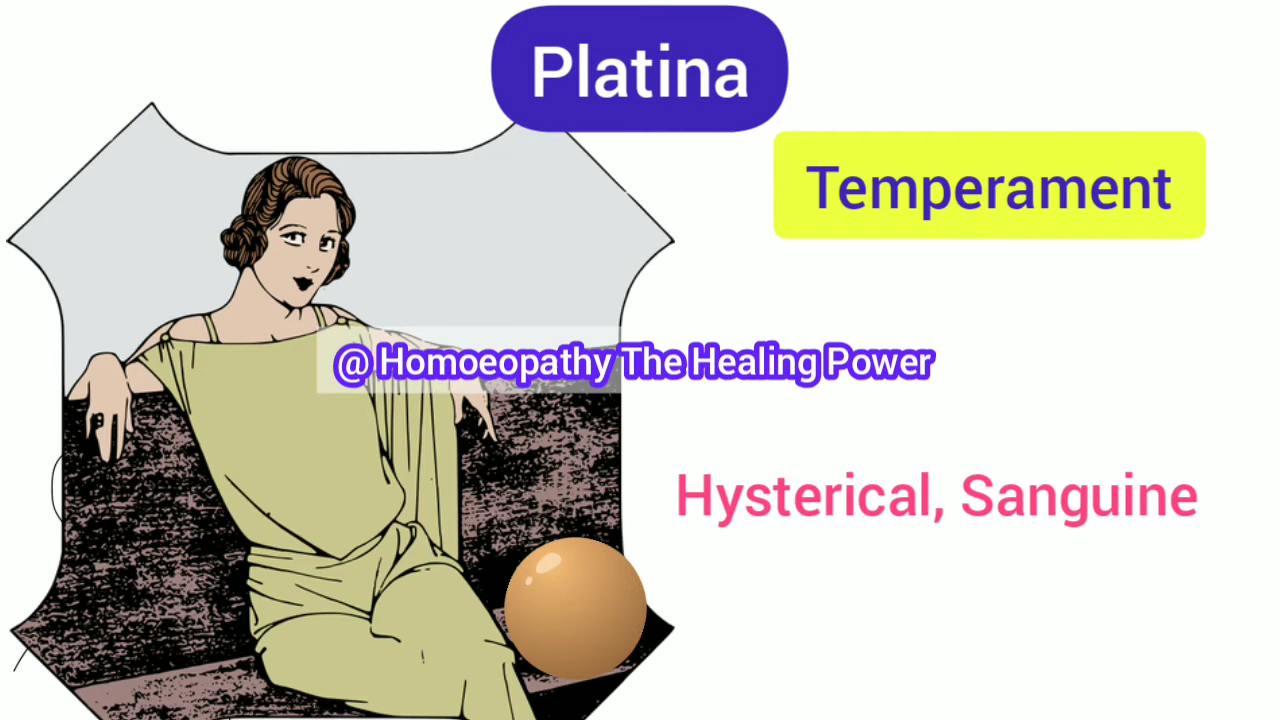 Platina
Temperament
@ Homoeopathy The Healing Power
Hysterical, Sanguine